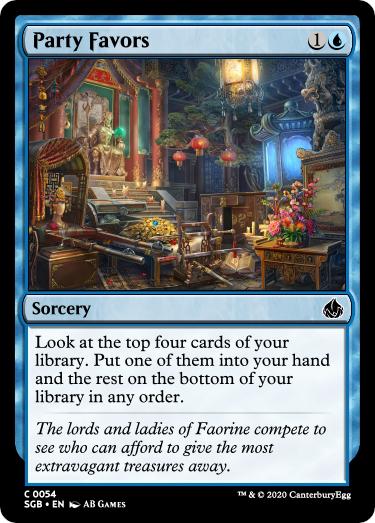 Party Favors 1
Sorcery
Look at the top four cards of your
library. Put one of them into your hand
and the rest on the bottom of your
library in any order.
The lords and ladies of Faorine compete to
see who can afford to give the most
extravagant treasures away.
C 0054
SGB • EN AB GAMES
™ & © 2020 CanterburyEgg